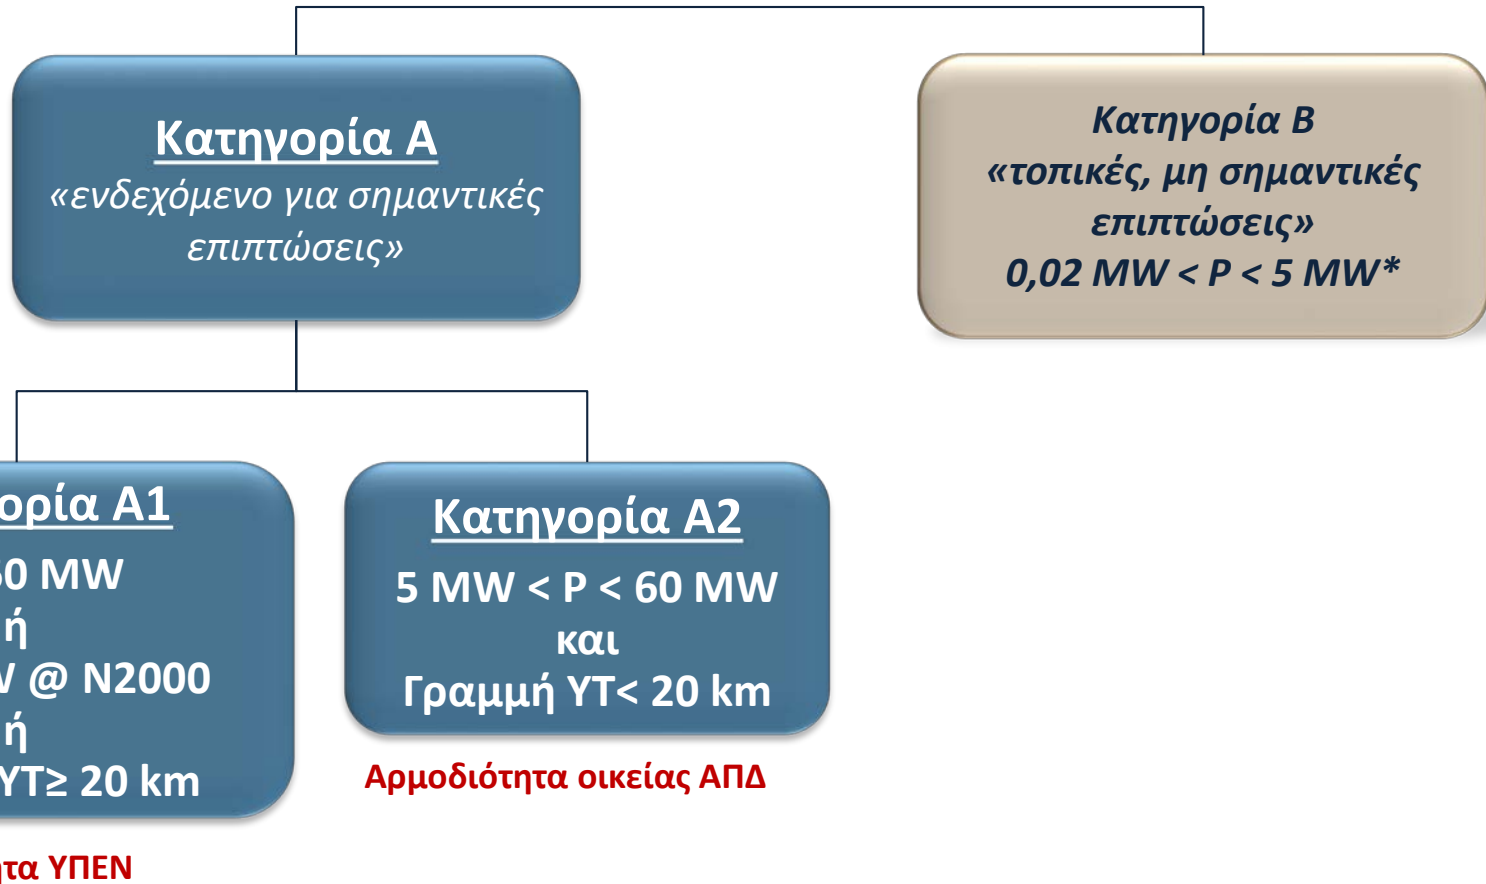 Κατηγορία Α
«ενδεχόμενο για σημαντικές
επιπτώσεις»
Κατηγορία Β
«τοπικές, μη σημαντικές
επιπτώσεις»
0,02 MW < P < 5 MW*
ορία Α1
0 MW
ή
@ N2000
ή
ΥΤ≥ 20 km
Κατηγορία Α2
5 MW < P < 60 MW
και
Γραμμή ΥΤ< 20 km
Αρμοδιότητα οικείας ΑΠΔ
τα ΥΠΕΝ